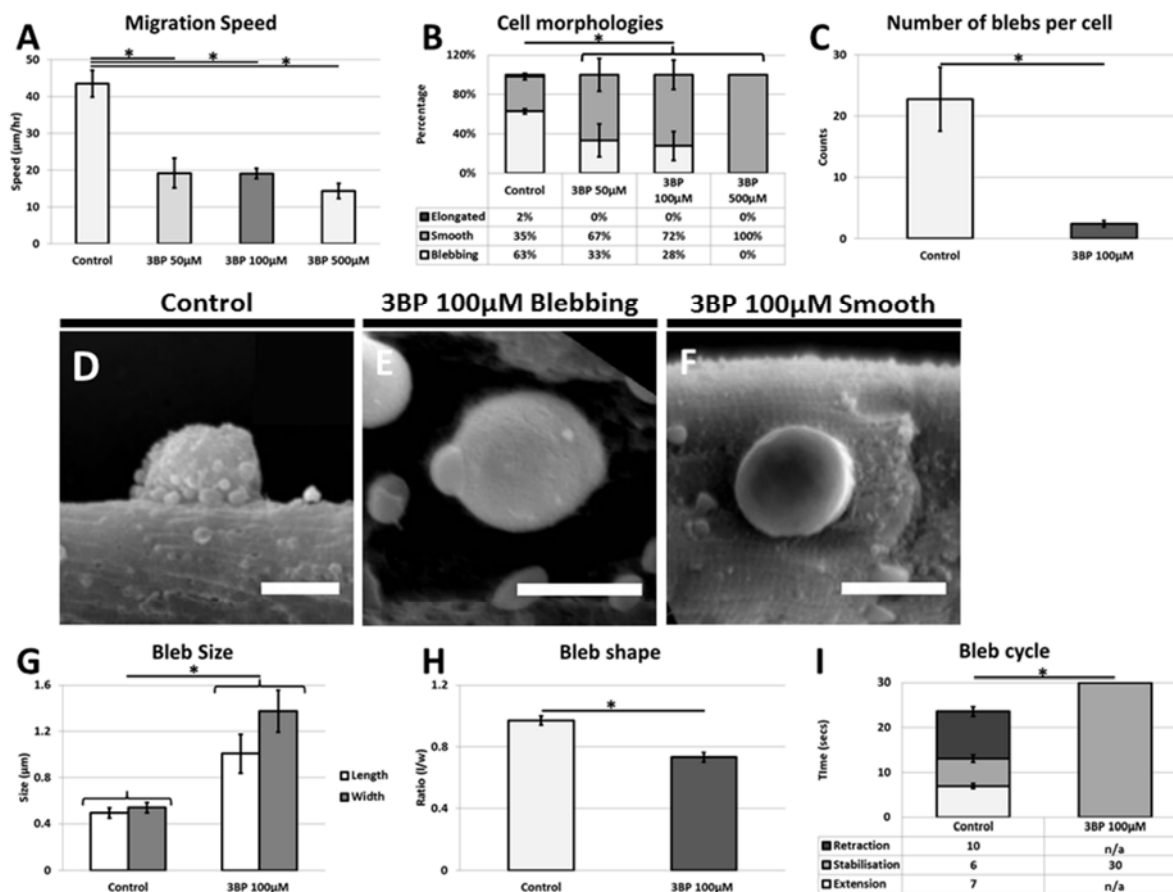 A
Migration Speed
*
*
*
50
40
30
20
10
0
Speed (µm/hr)
Control
3BP 50µM
3BP 100µM
3BP 500µM
B
Cell morphologies
*
120%
80%
40%
0%
Percentage
Control 3BP 50µM 3BP 100µM 3BP 500µM
Elongated 2% 0% 0% 0%
Smooth 35% 67% 72% 100%
Blebbing 63% 33% 28% 0%
C
Number of blebs per cell
*
30
20
10
0
Counts
Control
3BP 100µM
Control
3BP 100µM Blebbing
3BP 100µM Smooth
D
E
F
G
Bleb Size
*
1.6
1.2
0.8
0.4
0
Size (µm)
Length
Width
Control
3BP 100µM
H
Bleb shape
*
1.2
0.8
0.4
0
Ratio (l/w)
Control
3BP 100µM
I
Bleb cycle
*
30
20
10
0
Time (secs)
Control 3BP 100µM
Retraction 10 n/a
Stabilisation 6 30
Extension 7 n/a